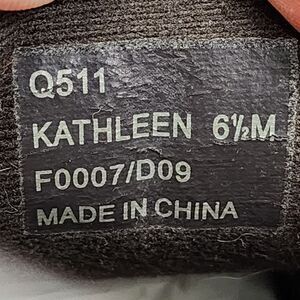 Q511
KATHLEEN 6½M
F0007/D09
MADE IN CHINA